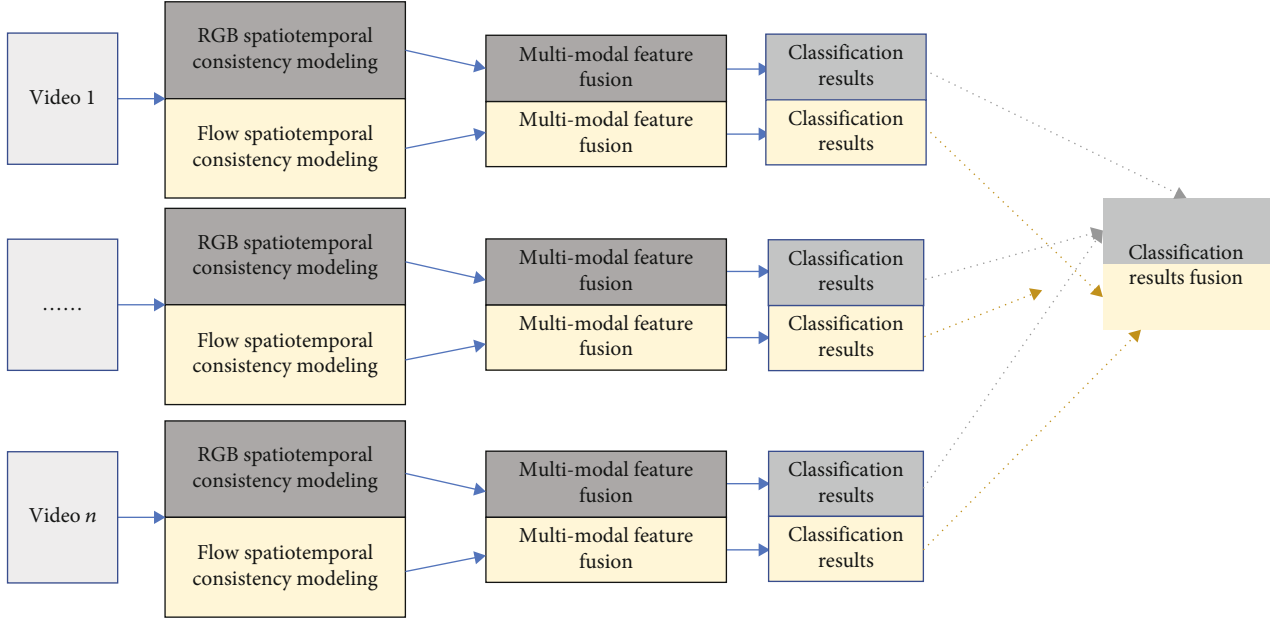 Video 1
RGB spatiotemporal
consistency modeling
Flow spatiotemporal
consistency modeling
Multi-modal feature
fusion
Multi-modal feature
fusion
Classification
results
Classification
results
......
RGB spatiotemporal
consistency modeling
Flow spatiotemporal
consistency modeling
Multi-modal feature
fusion
Multi-modal feature
fusion
Classification
results
Classification
results
Classification
results fusion
Video n
RGB spatiotemporal
consistency modeling
Flow spatiotemporal
consistency modeling
Multi-modal feature
fusion
Multi-modal feature
fusion
Classification
results
Classification
results